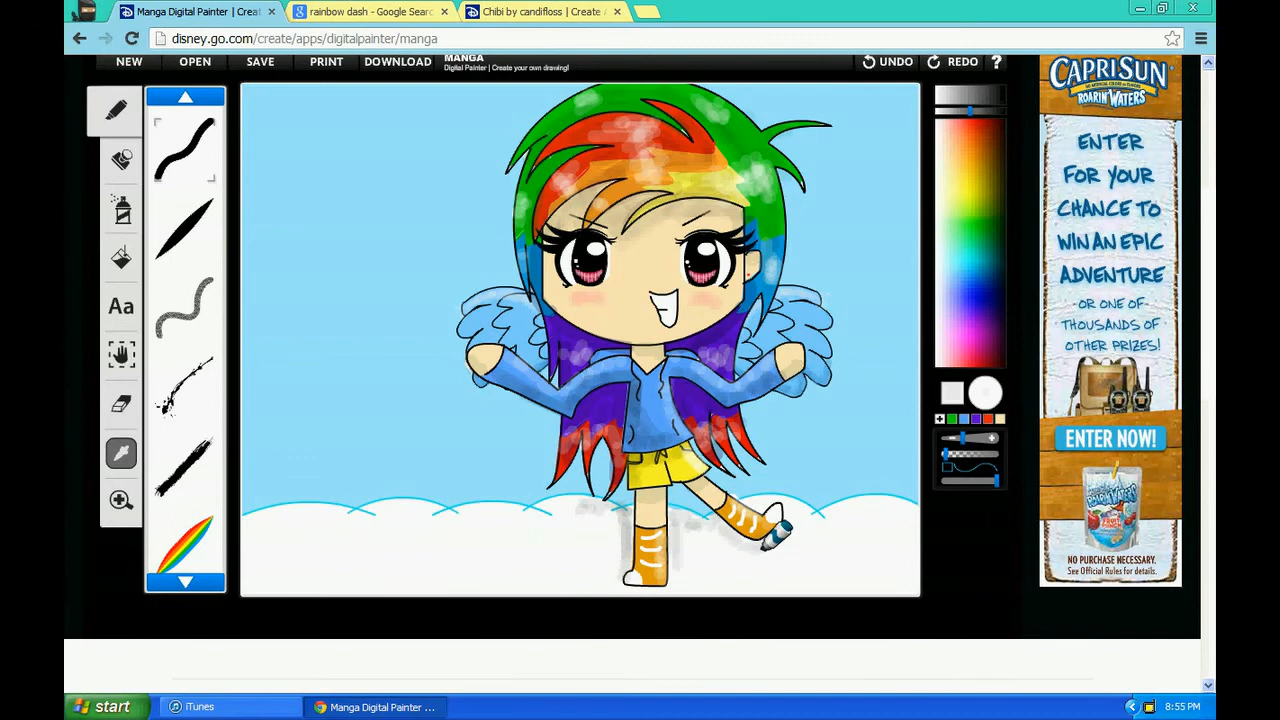 Manga Digital Painter | Creat
rainbow dash - Google Searc
Chibi by candifloss | Create A
disney.go.com/create/apps/digitalpainter/manga
NEW
OPEN
SAVE
PRINT
DOWNLOAD
MANGA
Digital Painter | Create your own drawing!
UNDO
REDO
?
Aa
CAPRI SUN
ROARIN' WATERS
ENTER
FOR YOUR
CHANCE TO
WIN AN EPIC
ADVENTURE
-OR ONE OF-
THOUSANDS OF
OTHER PRIZES!
ENTER NOW!
NO PURCHASE NECESSARY.
See Official Rules for details.
start
iTunes
Manga Digital Painter ...
8:55 PM